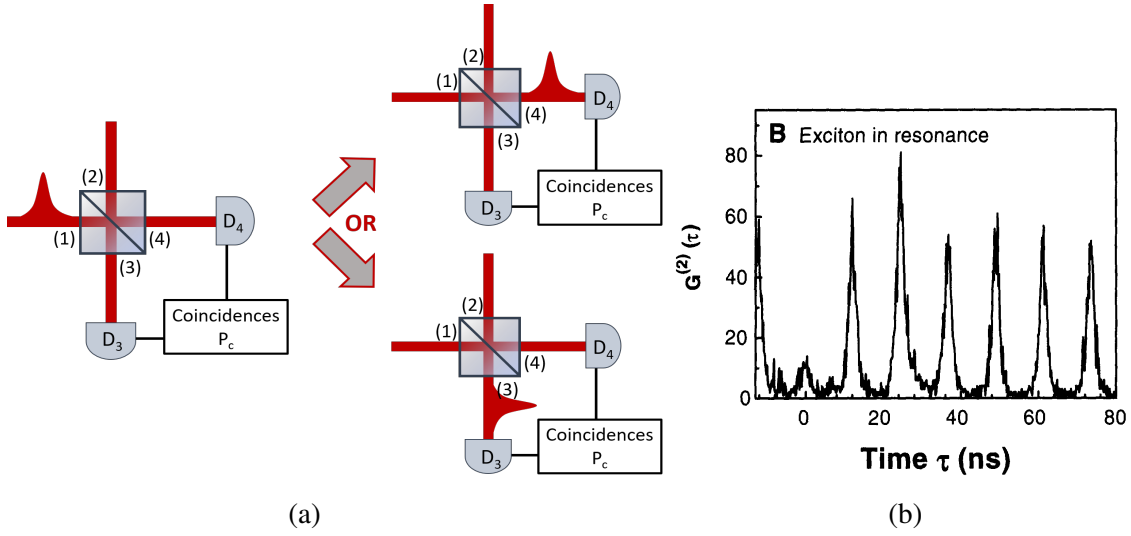 (2)
(1)
(4)
(3)
D4
D3
Coincidences
Pc
OR
(2)
(1)
(4)
(3)
D4
D3
Coincidences
Pc
(2)
(1)
(4)
(3)
D4
D3
Coincidences
Pc
(a)
B Exciton in resonance
G(2)(τ)
80
60
40
20
0
0 20 40 60 80
Time τ (ns)
(b)